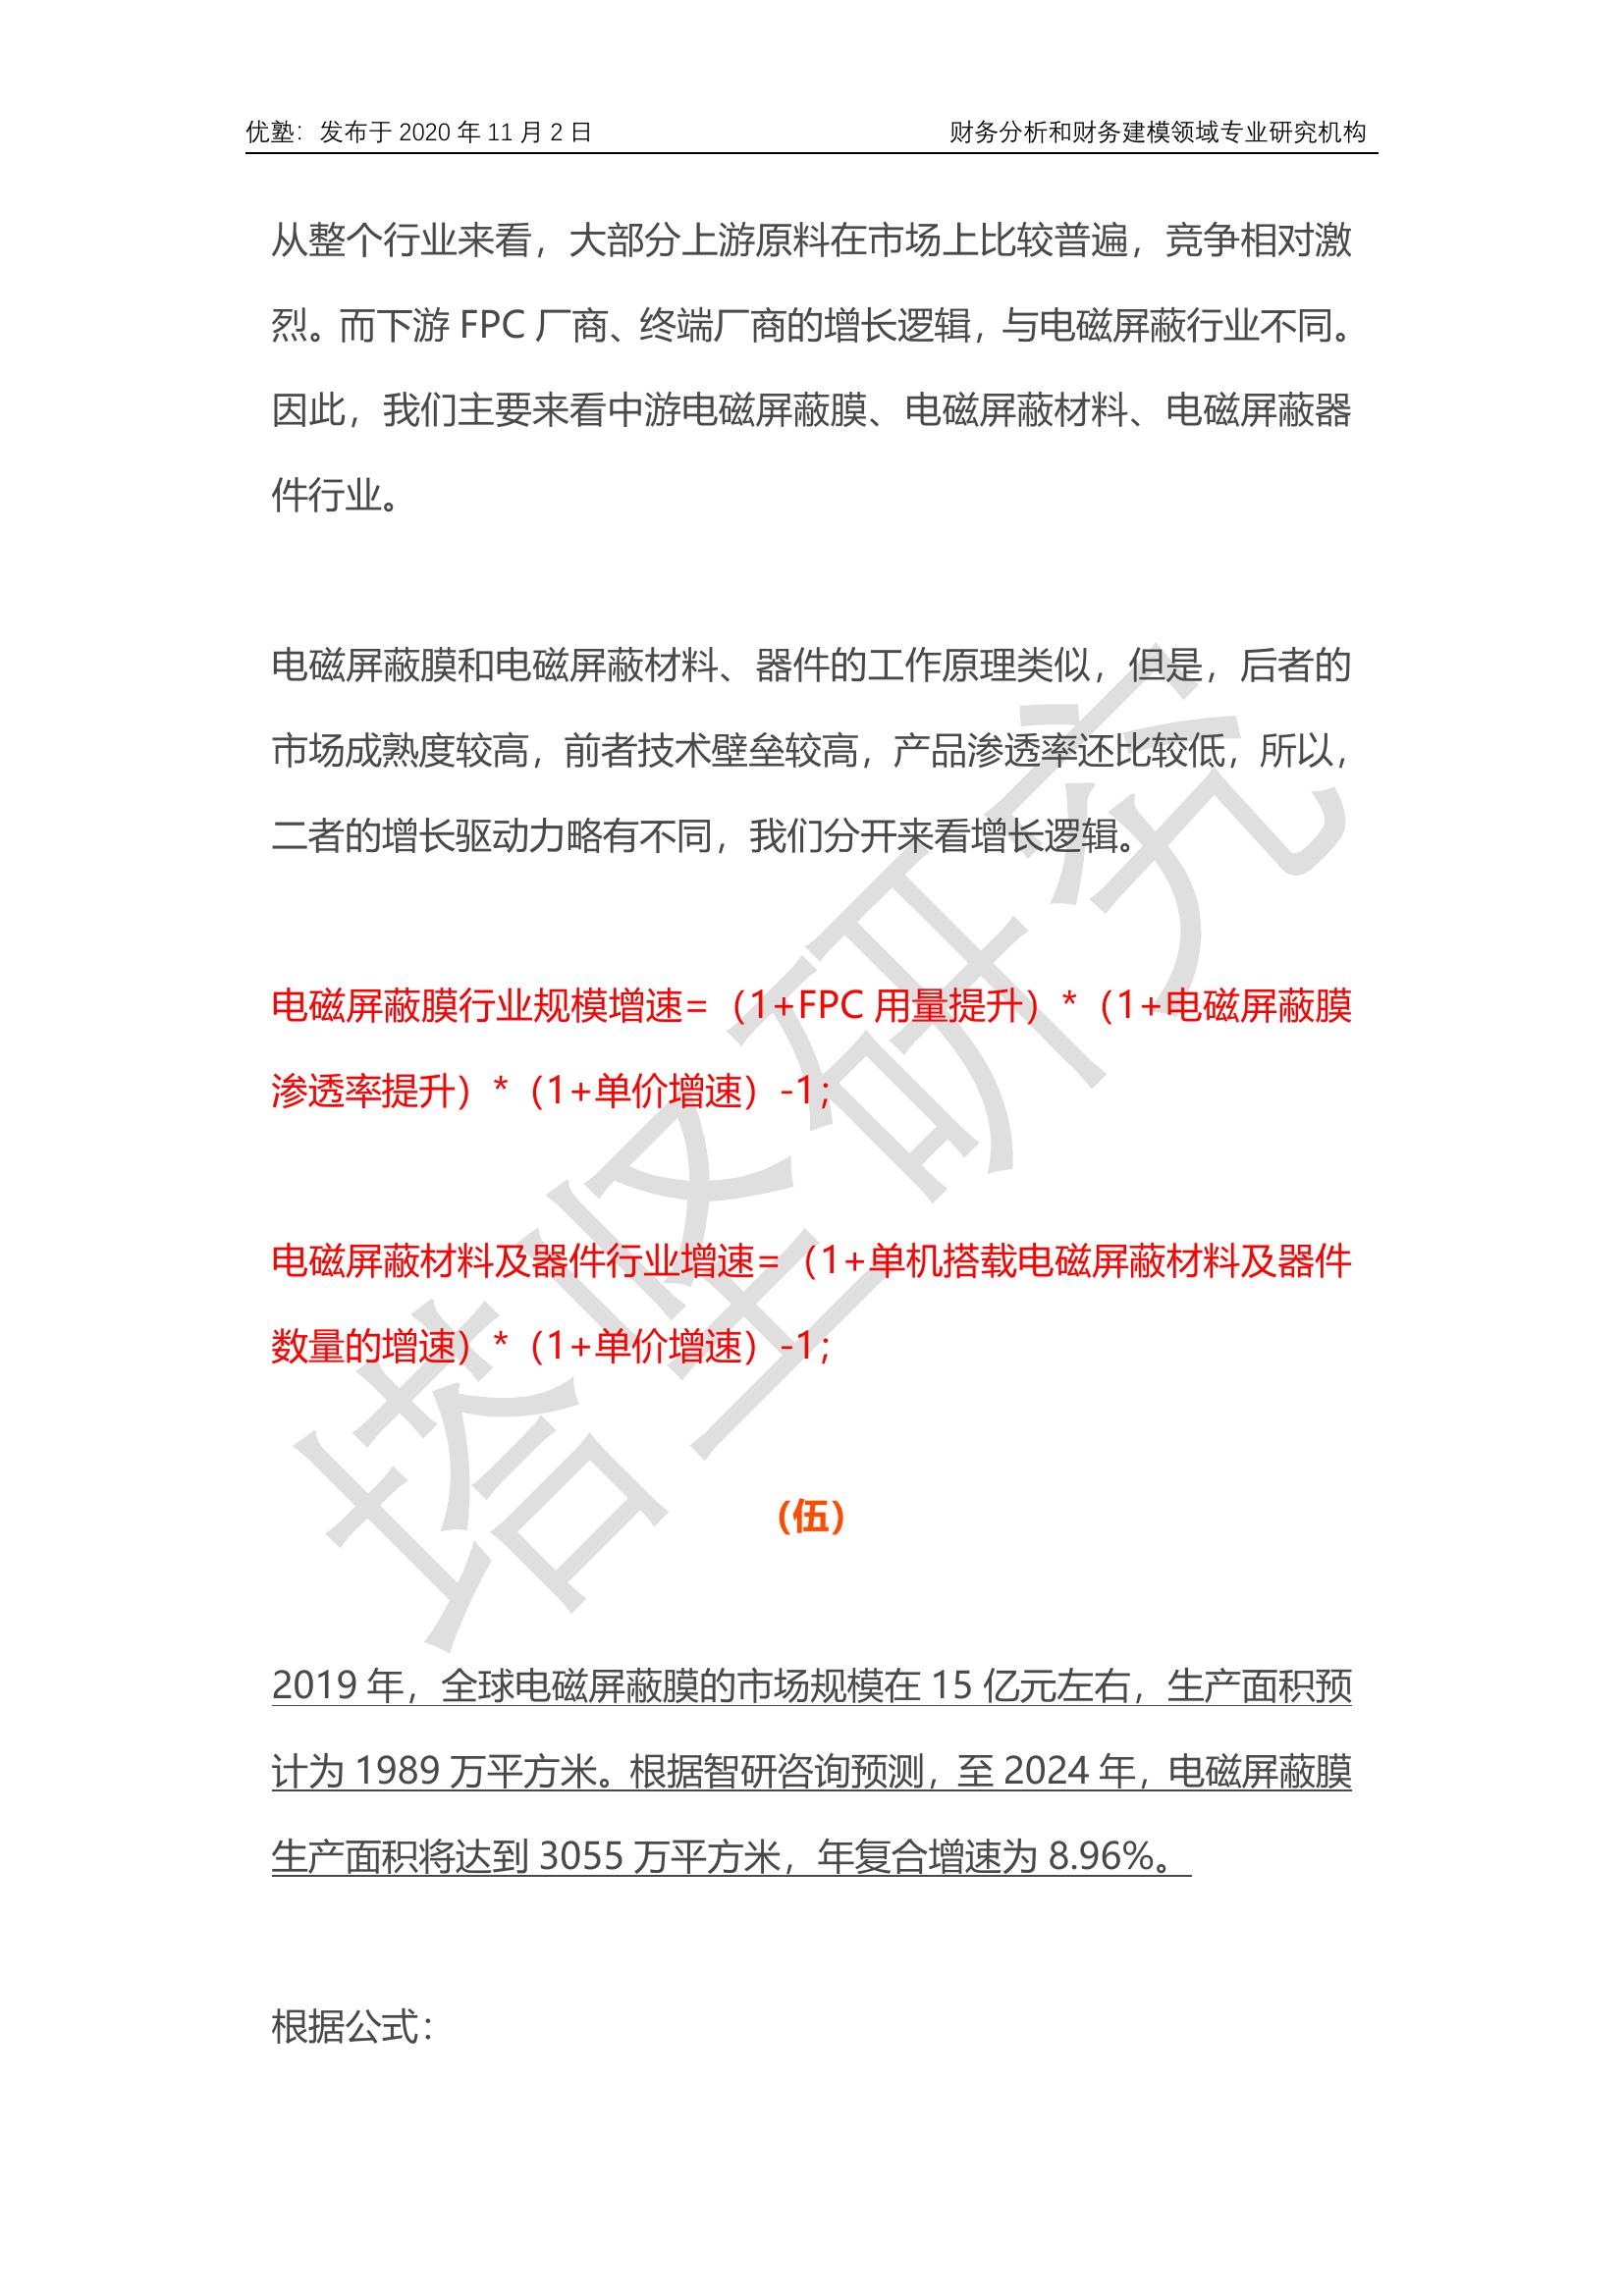 优塾：发布于 2020 年 11 月 2 日 财务分析和财务建模领域专业研究机构
从整个行业来看，大部分上游原料在市场上比较普遍，竞争相对激
烈。而下游 FPC 厂商、终端厂商的增长逻辑，与电磁屏蔽行业不同。
因此，我们主要来看中游电磁屏蔽膜、电磁屏蔽材料、电磁屏蔽器
件行业。
电磁屏蔽膜和电磁屏蔽材料、器件的工作原理类似，但是，后者的
市场成熟度较高，前者技术壁垒较高，产品渗透率还比较低，所以，
二者的增长驱动力略有不同，我们分开来看增长逻辑。
电磁屏蔽膜行业规模增速=（1+FPC 用量提升）*（1+电磁屏蔽膜
渗透率提升）*（1+单价增速）-1；
电磁屏蔽材料及器件行业增速=（1+单机搭载电磁屏蔽材料及器件
数量的增速）*（1+单价增速）-1；
（伍）
2019 年，全球电磁屏蔽膜的市场规模在 15 亿元左右，生产面积预
计为 1989 万平方米。根据智研咨询预测，至 2024 年，电磁屏蔽膜
生产面积将达到 3055 万平方米，年复合增速为 8.96%。
根据公式：
塔坚研究